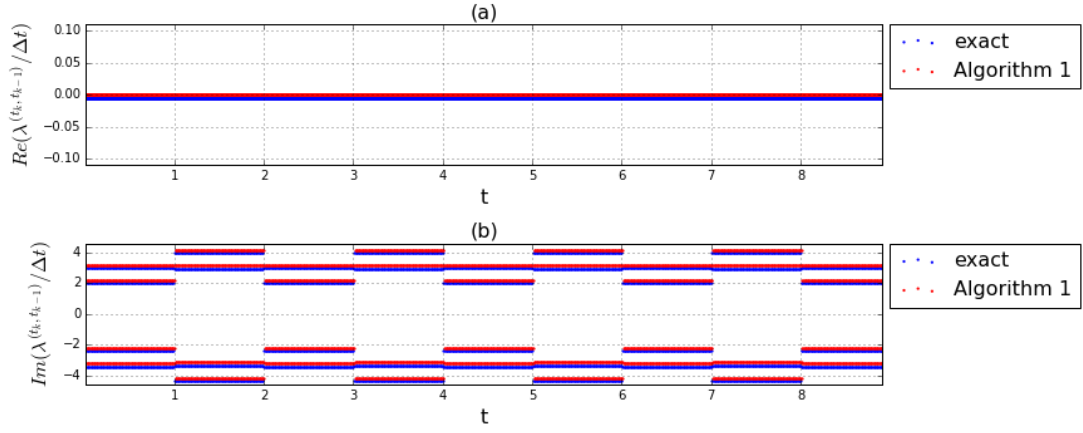 (a)
0.10
0.05
0.00
−0.05
−0.10
Re(λ^(t_k, t_{k−1})/Δt)
1 2 3 4 5 6 7 8
t
exact
Algorithm 1
(b)
4
2
0
−2
−4
Im(λ^(t_k, t_{k−1})/Δt)
1 2 3 4 5 6 7 8
t
exact
Algorithm 1